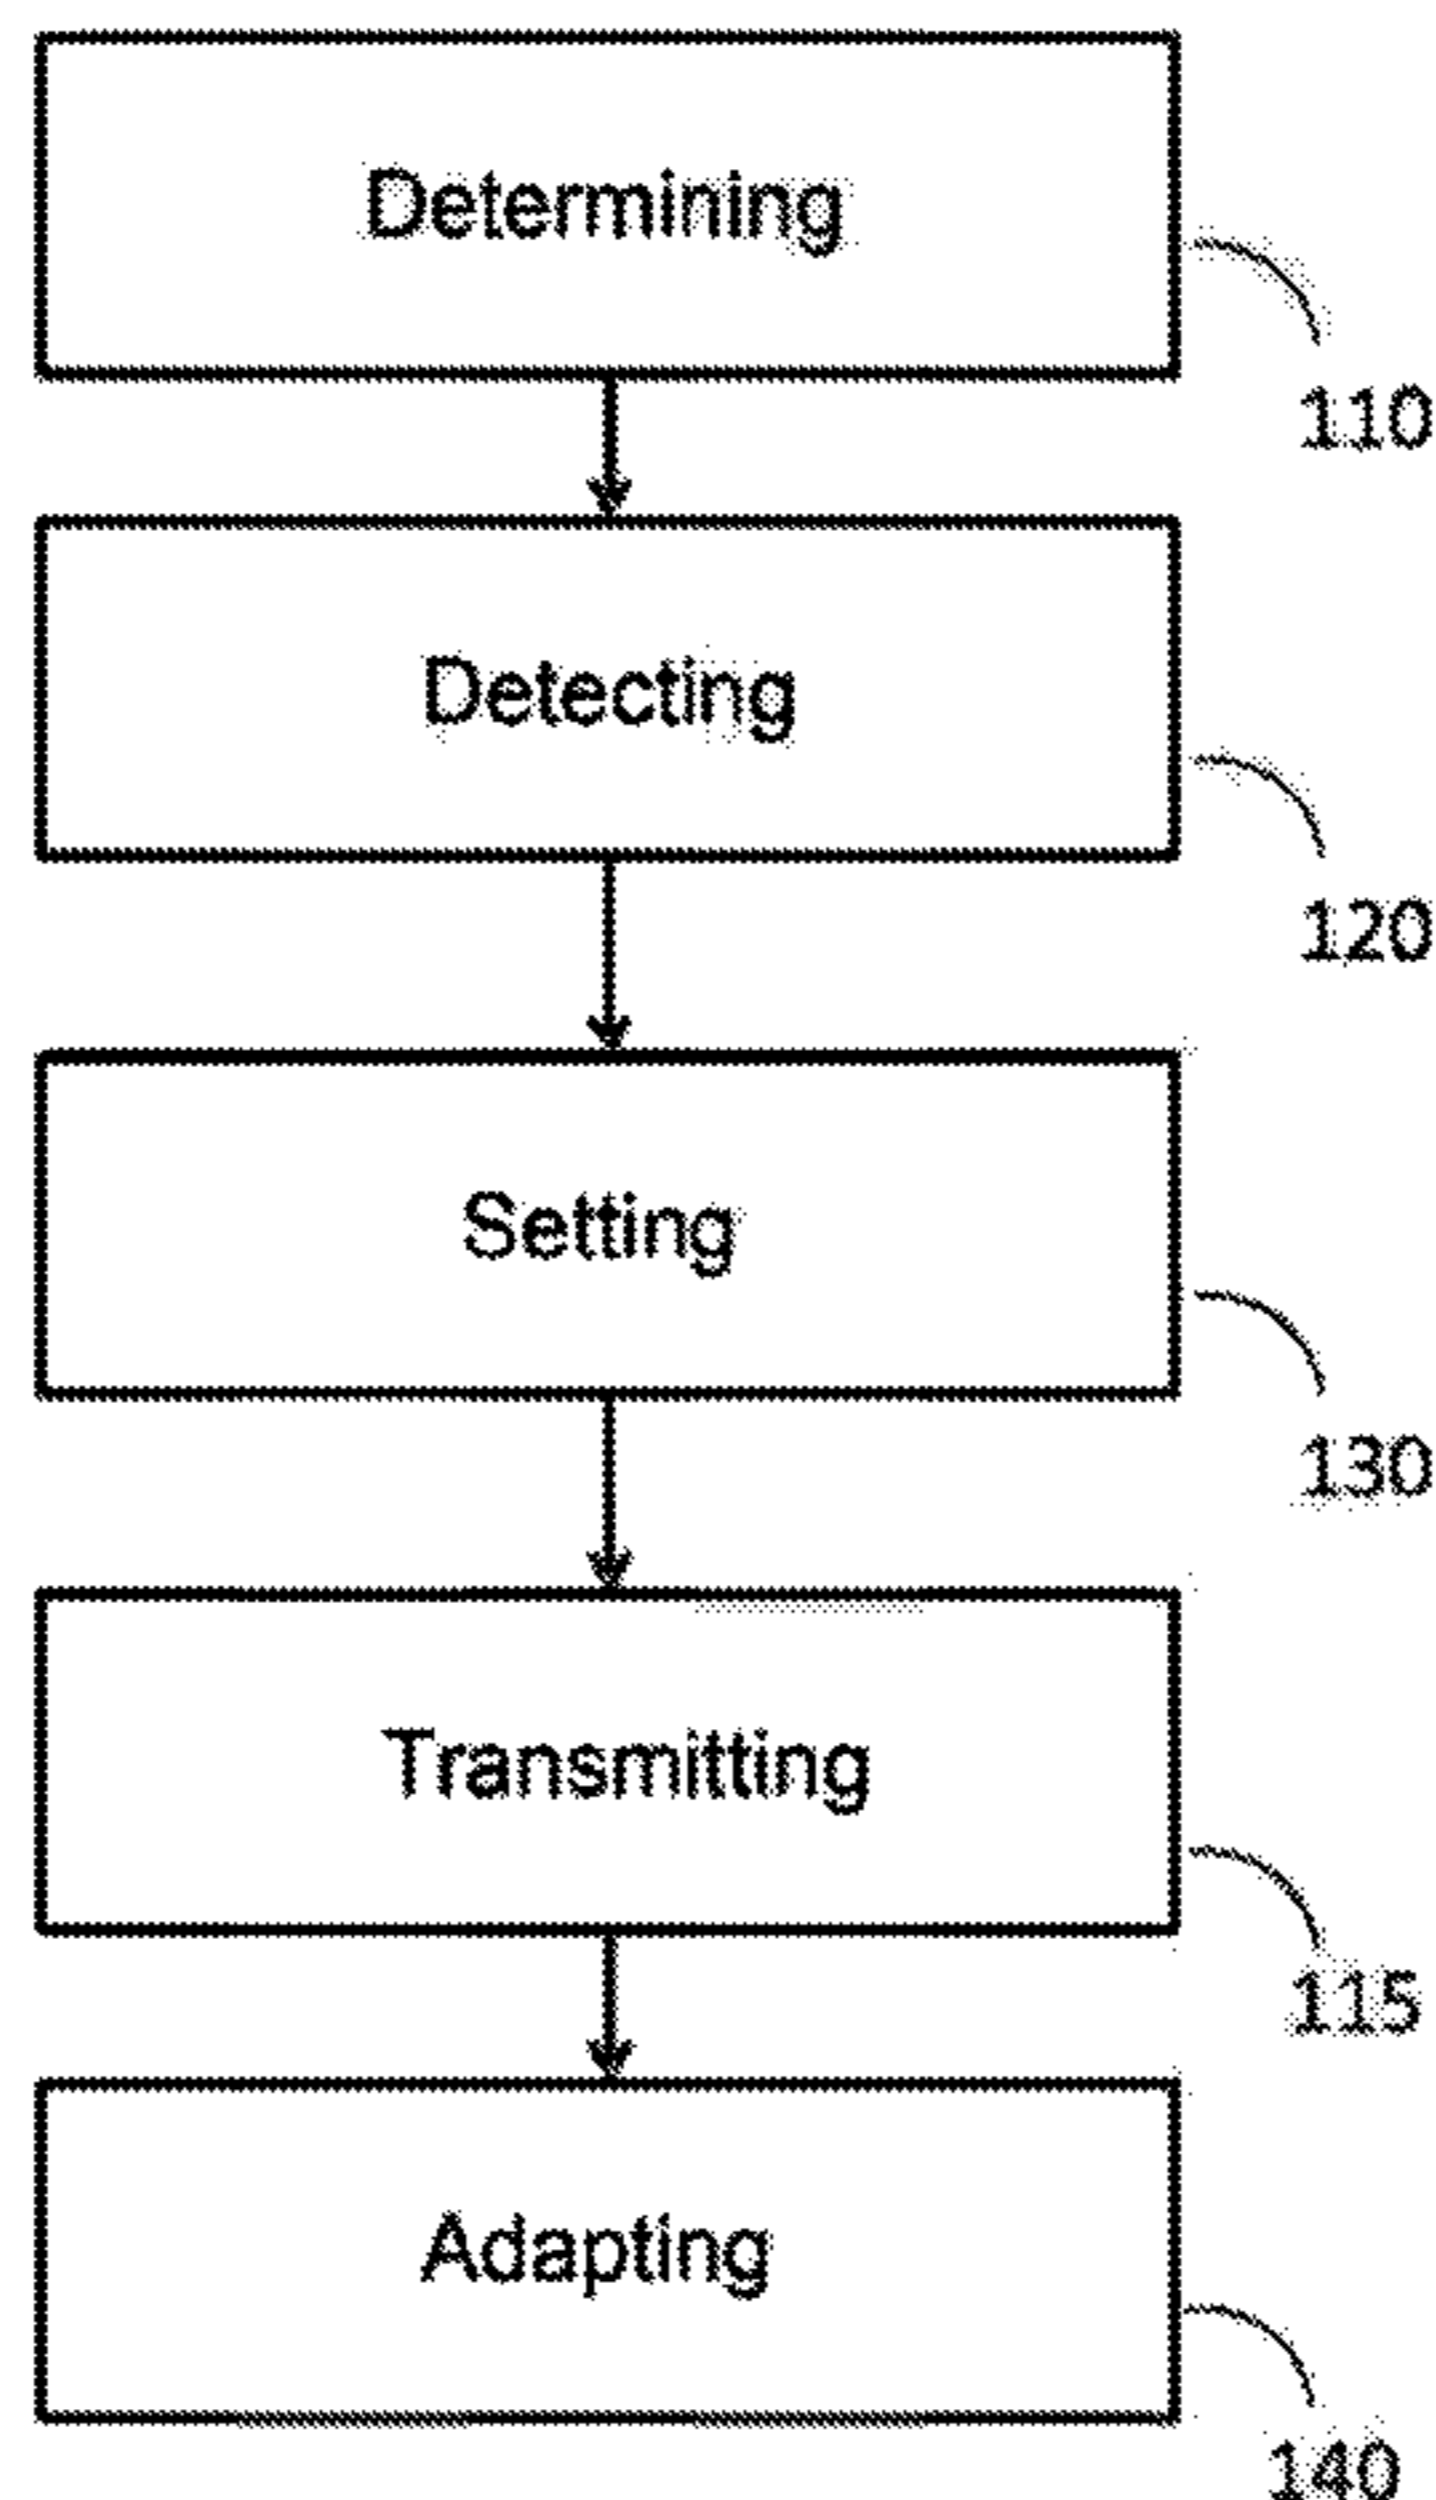 Determining
110
Detecting
120
Setting
130
Transmitting
115
Adapting
140